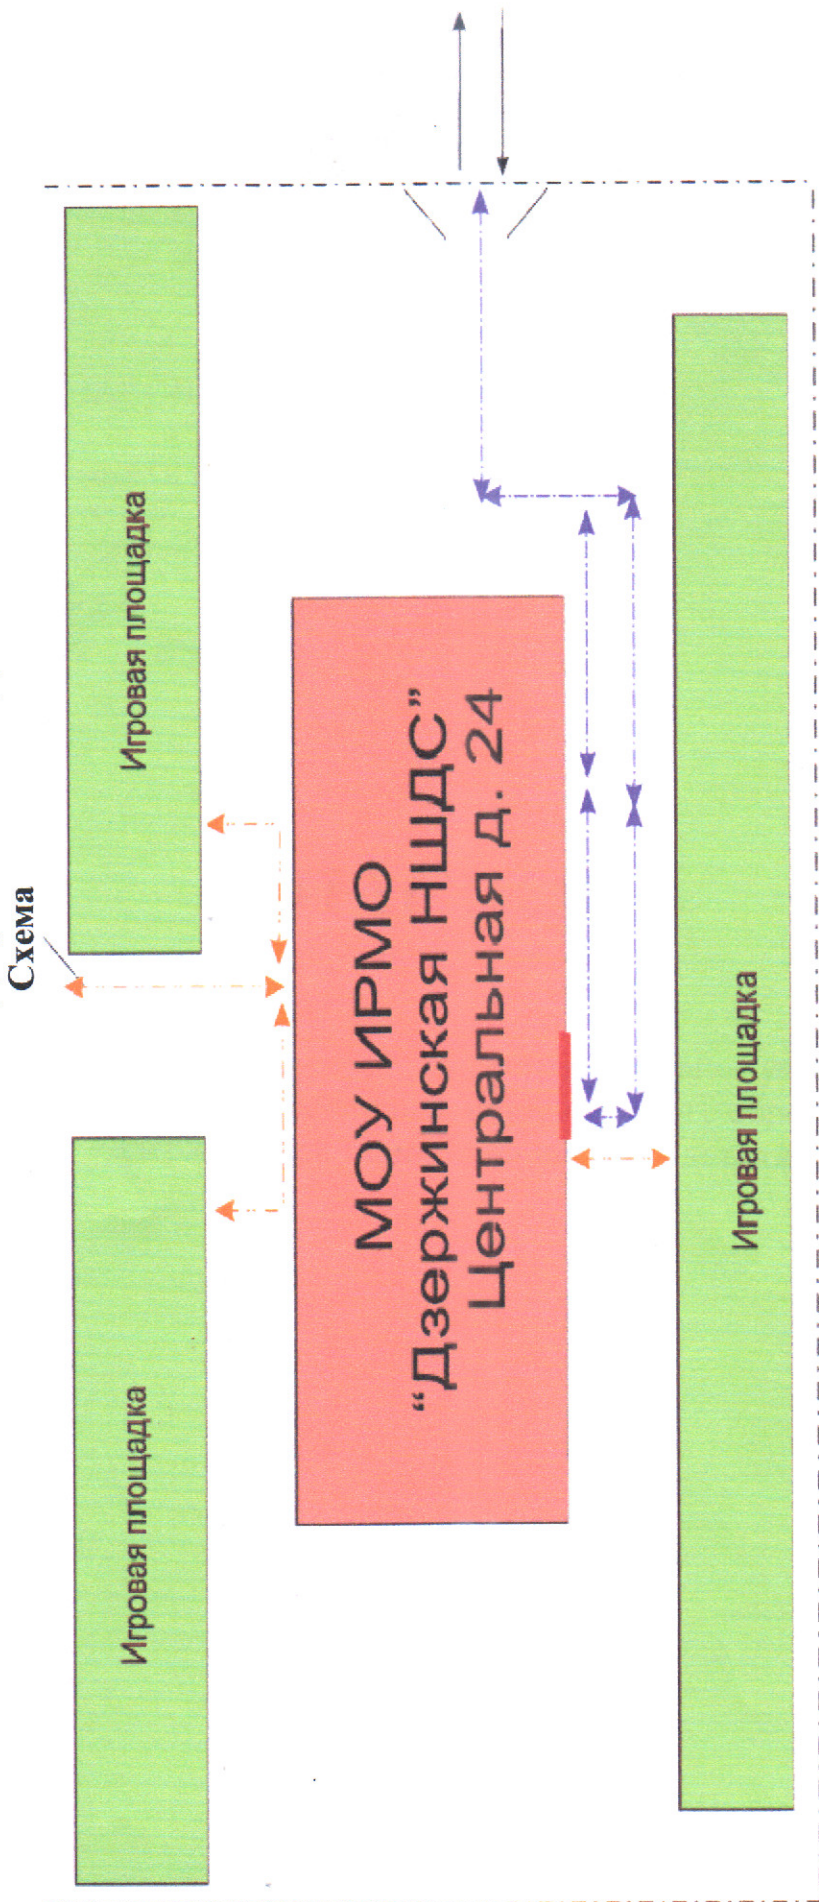 Схема
Игровая площадка
Игровая площадка
МОУ ИРМО
“Дзержинская НШДС”
Центральная д. 24
Игровая площадка